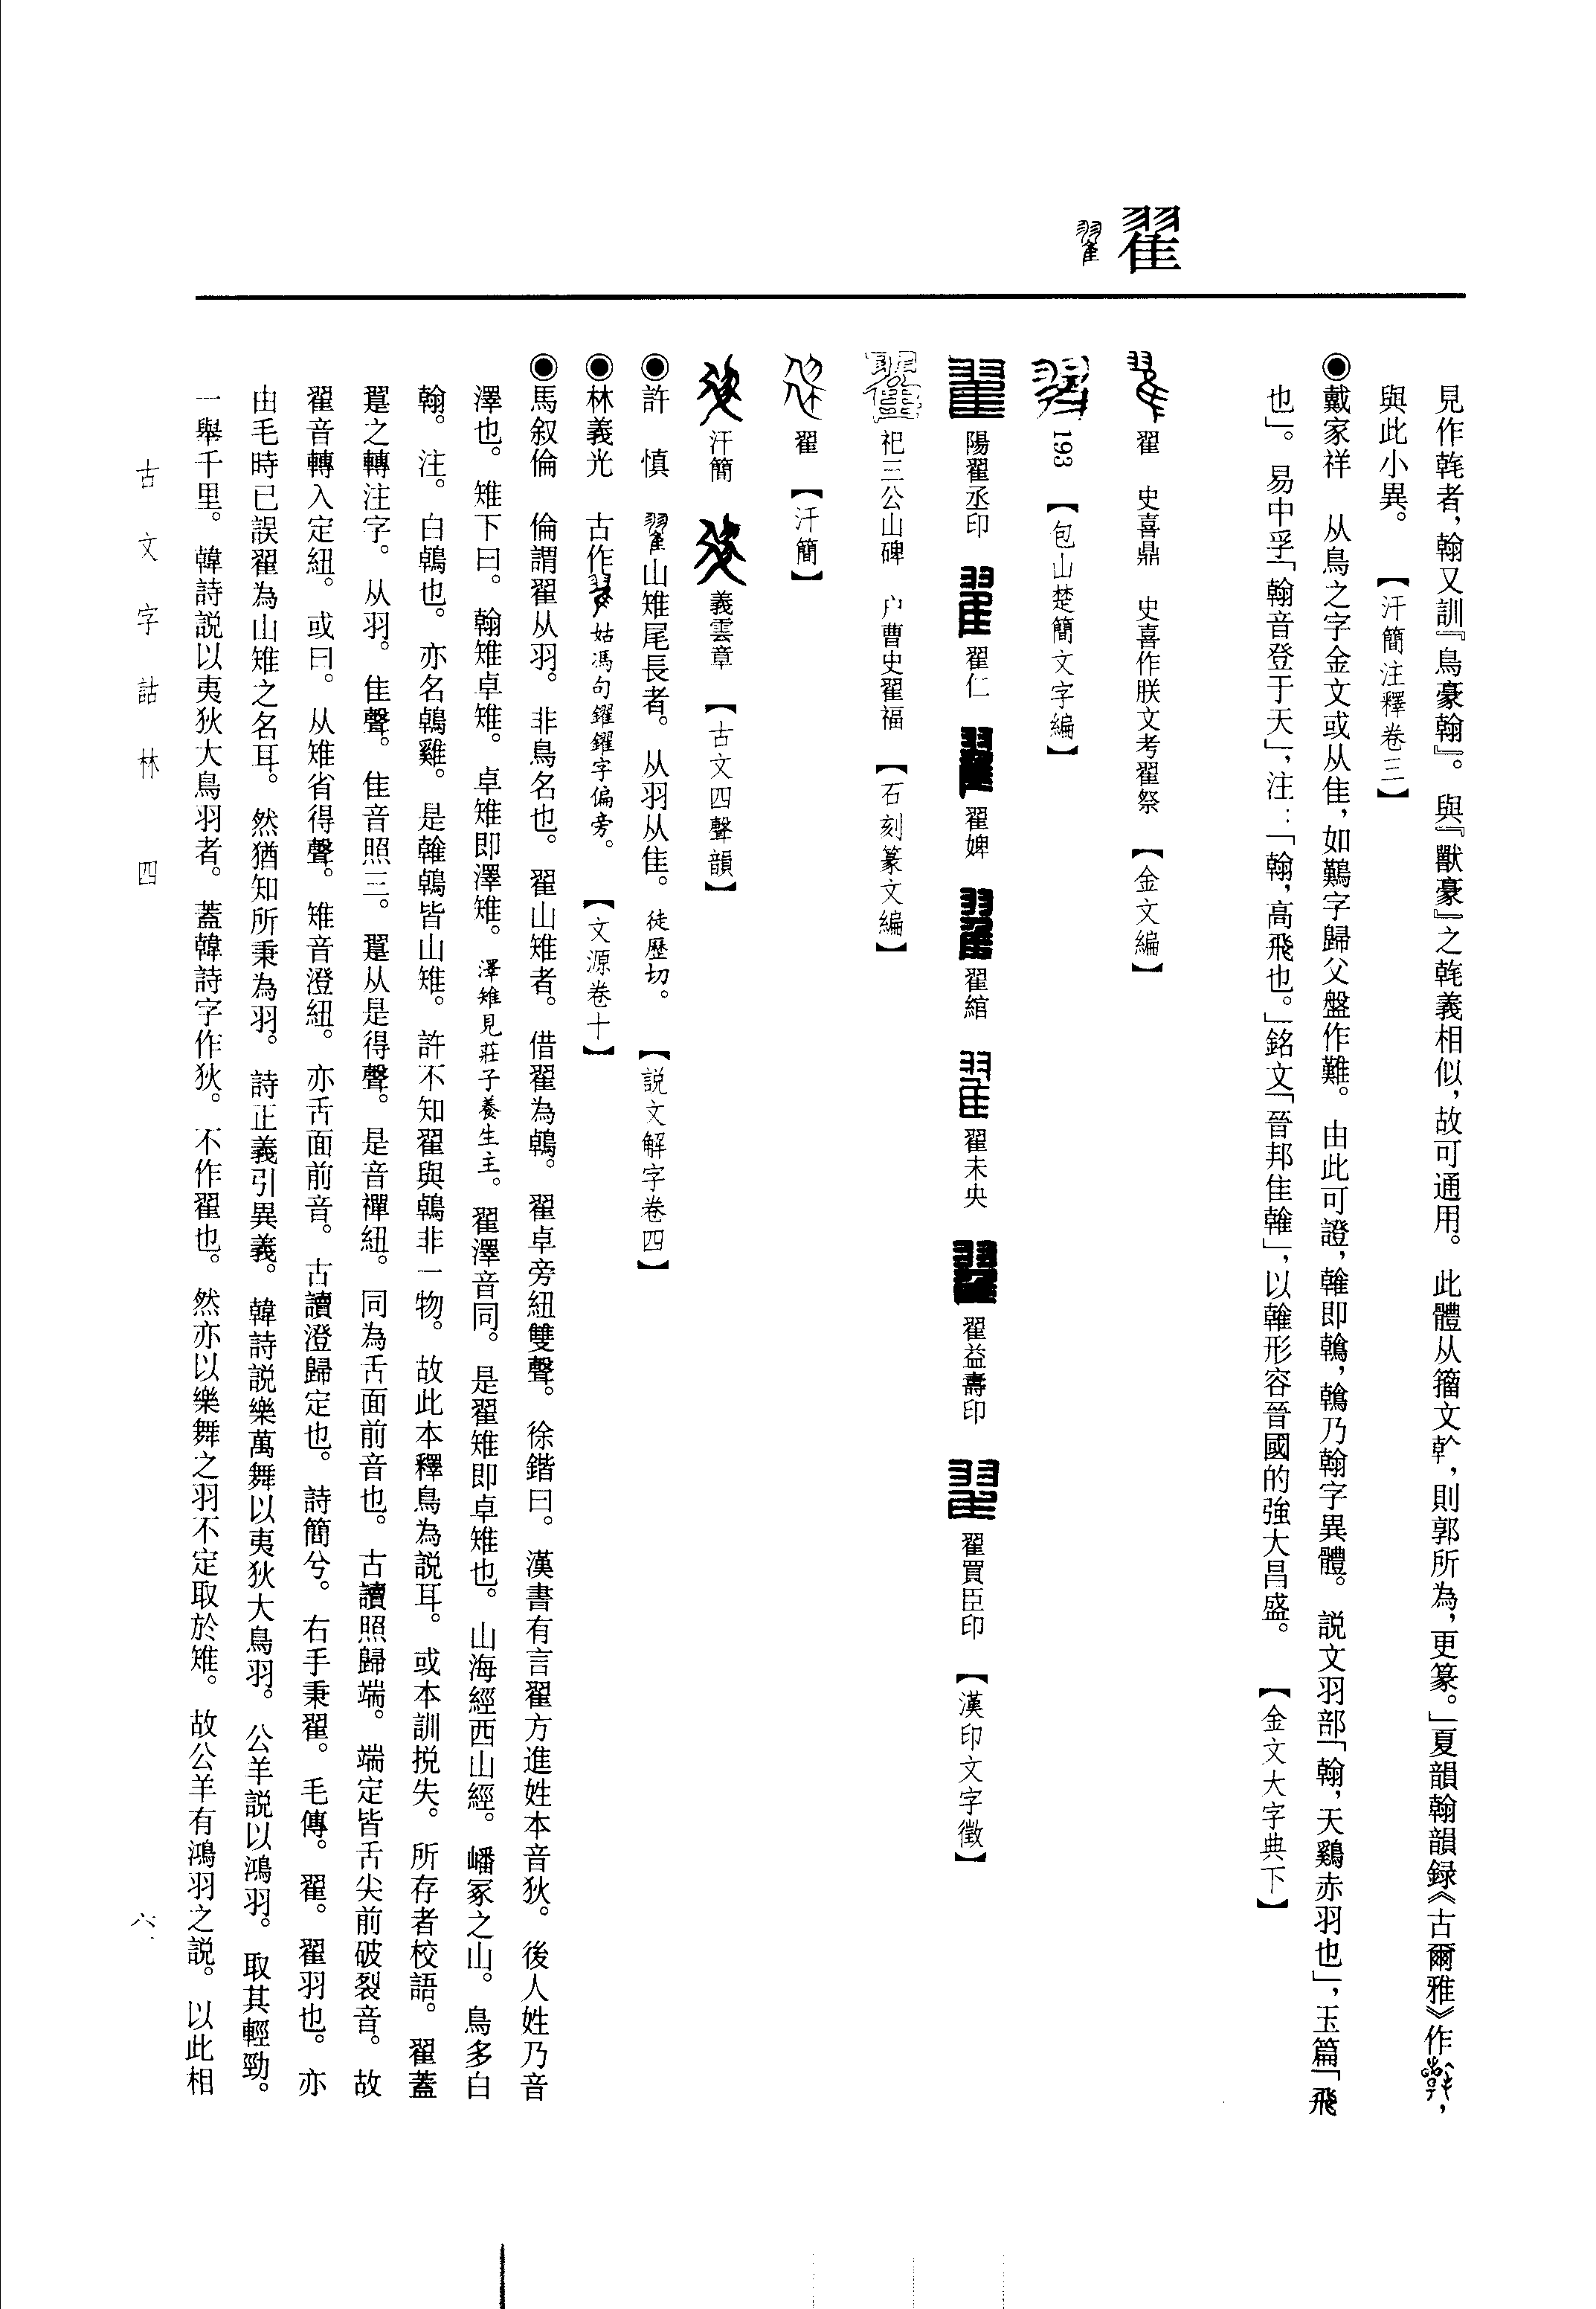 翟
見作毨者，翰又訓『鳥豪翰』。與『獸豪』之毨義相似，故可通用。此體从籀文，則郭所為，更篆。」夏韻翰韻録《古爾雅》作，
與此小異。【汗簡注釋卷三】
戴家祥　从鳥之字金文或从隹，如鷬字歸父盤作難。由此可證，雗即鶾，鶾乃翰字異體。説文羽部「翰，天鷄赤羽也」，玉篇「飛
也」。易中孚「翰音登于天」，注：「翰，高飛也。」銘文「晉邦隹雗」，以雗形容晉國的強大昌盛。【金文大字典下】
翟　史喜鼎　史喜作朕文考翟祭　【金文編】
193　【包山楚簡文字編】
陽翟丞印　翟仁　翟婢　翟綰　翟未央　翟益壽印　翟買臣印　【漢印文字徵】
祀三公山碑　户曹史翟福　【石刻篆文編】
翟　【汗簡】
汗簡　義雲章　【古文四聲韻】
許　慎　翟山雉尾長者。从羽从隹。徒歷切。【説文解字卷四】
林義光　古作　姑馮句鑃鑃字偏旁。【文源卷十】
馬叙倫　倫謂翟从羽。非鳥名也。翟山雉者。借翟為鵫。翟卓旁紐雙聲。徐鍇曰。漢書有言翟方進姓本音狄。後人姓乃音
澤也。雉下曰。翰雉卓雉。卓雉即澤雉。澤雉見莊子養生主。翟澤音同。是翟雉即卓雉也。山海經西山經。嶓冢之山。鳥多白
翰。注。白鵫也。亦名鵫雞。是雗鵫皆山雉。許不知翟與鵫非一物。故此本釋鳥為説耳。或本訓挩失。所存者校語。翟蓋
翨之轉注字。从羽。隹聲。隹音照三。翨从是得聲。是音禪紐。同為舌面前音也。古讀照歸端。端定皆舌尖前破裂音。故
翟音轉入定紐。或曰。从雉省得聲。雉音澄紐。亦舌面前音。古讀澄歸定也。詩簡兮。右手秉翟。毛傳。翟。翟羽也。亦
由毛時已誤翟為山雉之名耳。然猶知所秉為羽。詩正義引異義。韓詩説樂萬舞以夷狄大鳥羽。公羊説以鴻羽。取其輕勁。
一舉千里。韓詩説以夷狄大鳥羽者。蓋韓詩字作狄。不作翟也。然亦以樂舞之羽不定取於雉。故公羊有鴻羽之説。以此相
古文字詁林　四
六